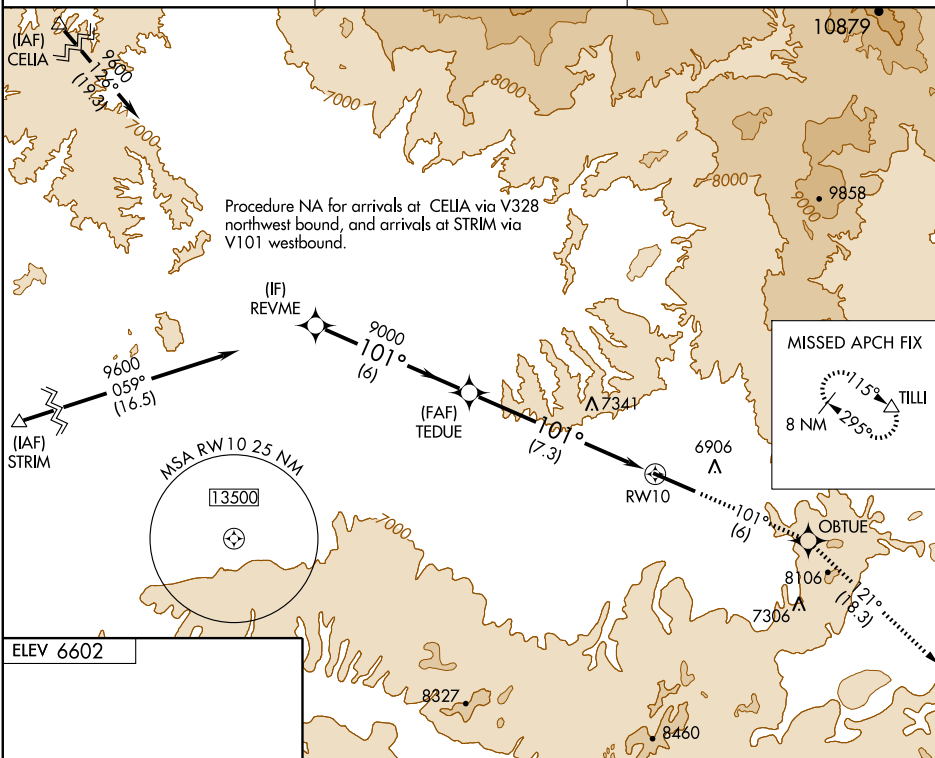 10879
(IAF)
CELIA
9600
126°
(19.3)
7000
7000
8000
8000
9000
9858
Procedure NA for arrivals at CELIA via V328
northwest bound, and arrivals at STRIM via
V101 westbound.
(IF)
REVME
9000
101°
(6)
9600
059°
(16.5)
(IAF)
STRIM
(FAF)
TEDUE
7341
101°
(7.3)
MISSED APCH FIX
115°
TILLI
8 NM
295°
6906
RW10
MSA RW10 25 NM
13500
101°
(6)
OBTUE
7000
8106
121°
(18.3)
7306
ELEV 6602
8327
8460